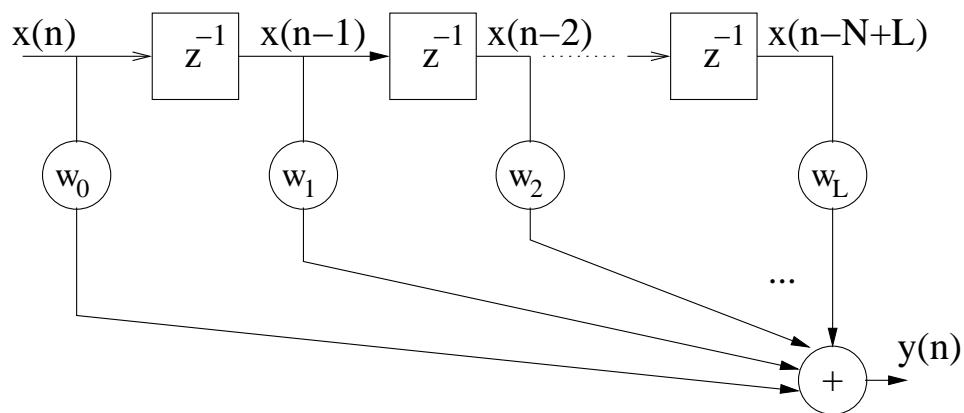 x(n) z⁻¹ x(n−1) z⁻¹ x(n−2) z⁻¹ x(n−N+L)
w₀ w₁ w₂ w_L
...
+ y(n)